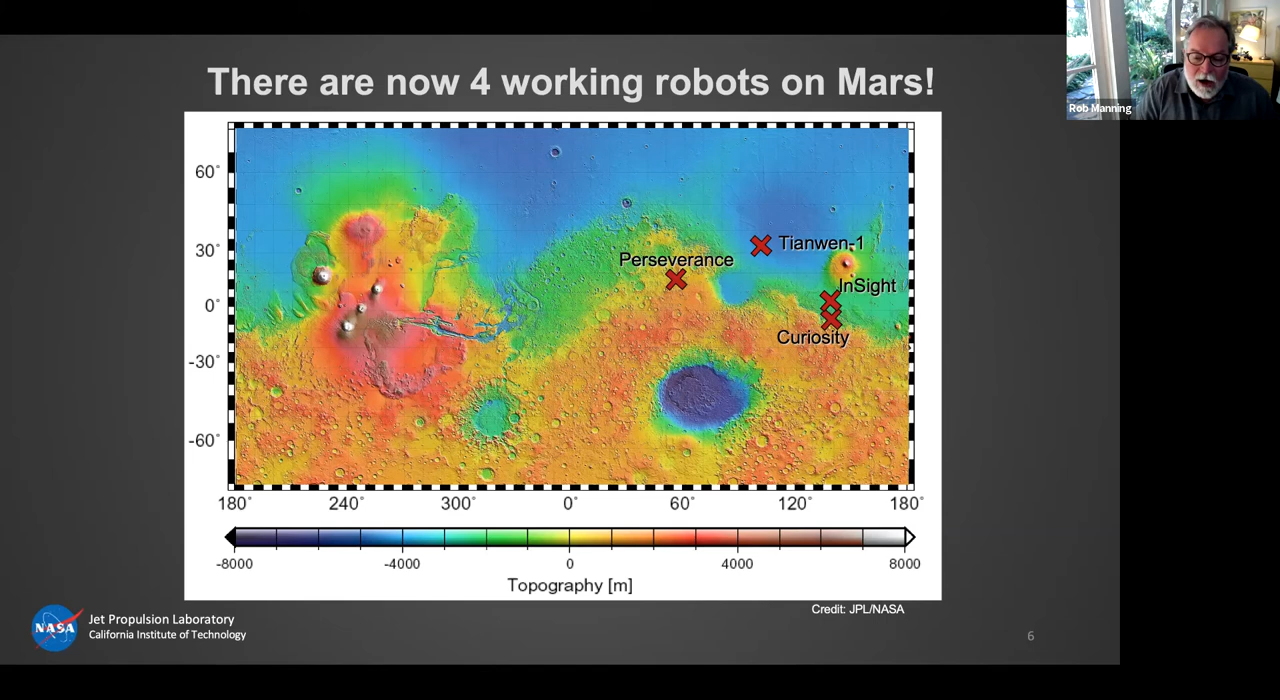 There are now 4 working robots on Mars!
Rob Manning
60°
30°
0°
-30°
-60°
Tianwen-1
Perseverance
InSight
Curiosity
180° 240° 300° 0° 60° 120° 180°
-8000 -4000 0 4000 8000
Topography [m]
Credit: JPL/NASA
NASA
Jet Propulsion Laboratory
California Institute of Technology
6